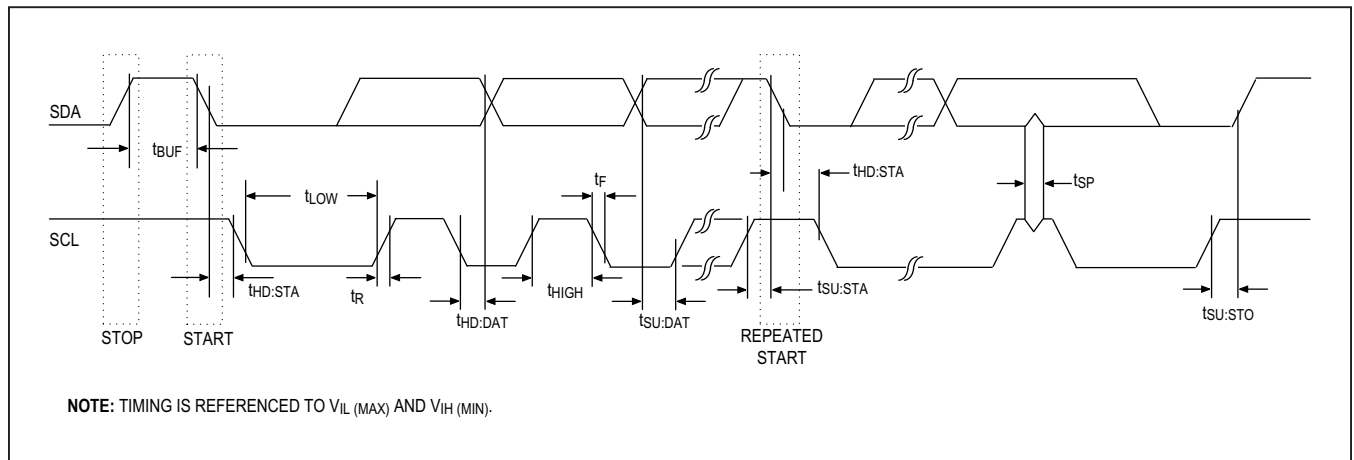 SDA
tBUF
tLOW
tF
tHD:STA
tSP
SCL
tHD:STA
tR
tHD:DAT
tHIGH
tSU:DAT
tSU:STA
tSU:STO
STOP
START
REPEATED
START
NOTE: TIMING IS REFERENCED TO VIL (MAX) AND VIH (MIN).